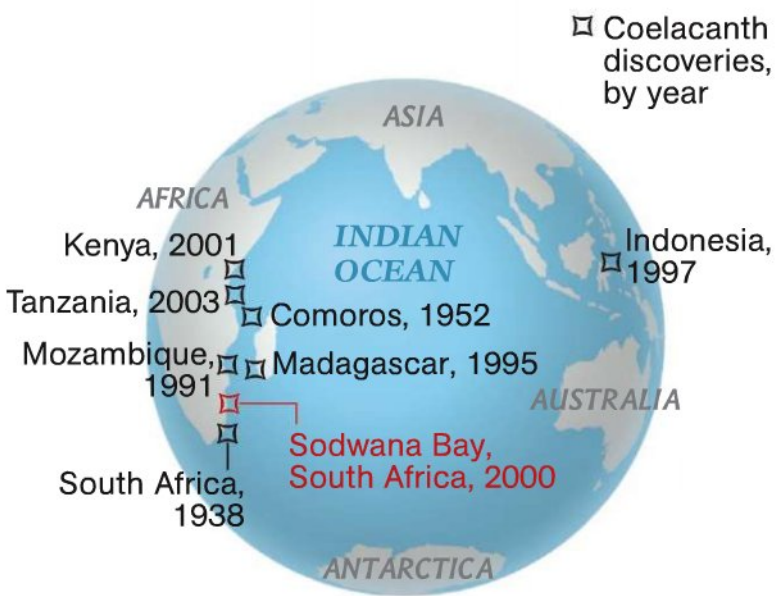 Coelacanth
discoveries,
by year
ASIA
AFRICA
Kenya, 2001
INDIAN
OCEAN
Indonesia,
1997
Tanzania, 2003
Comoros, 1952
Mozambique,
1991
Madagascar, 1995
AUSTRALIA
Sodwana Bay,
South Africa, 2000
South Africa,
1938
ANTARCTICA